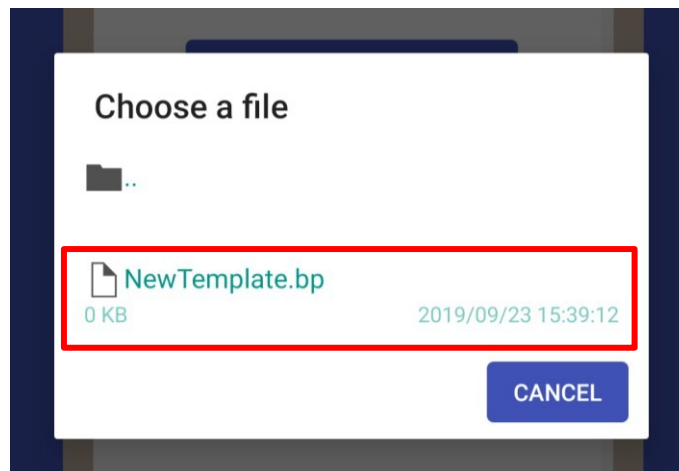 Choose a file
..
NewTemplate.bp
0 KB 2019/09/23 15:39:12
CANCEL